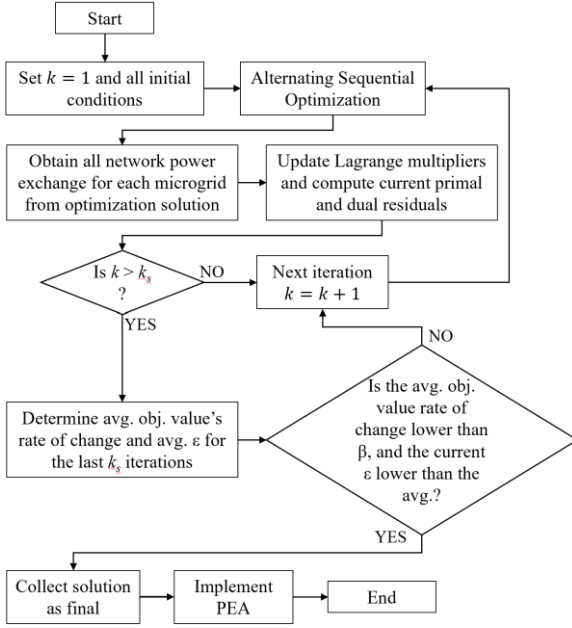 Start
Set k = 1 and all initial
conditions
Alternating Sequential
Optimization
Obtain all network power
exchange for each microgrid
from optimization solution
Update Lagrange multipliers
and compute current primal
and dual residuals
Is k > ks
?
NO
Next iteration
k = k + 1
YES
NO
Determine avg. obj. value's
rate of change and avg. ε for
the last ks iterations
Is the avg. obj.
value rate of
change lower than
β, and the current
ε lower than the
avg.?
YES
Collect solution
as final
Implement
PEA
End